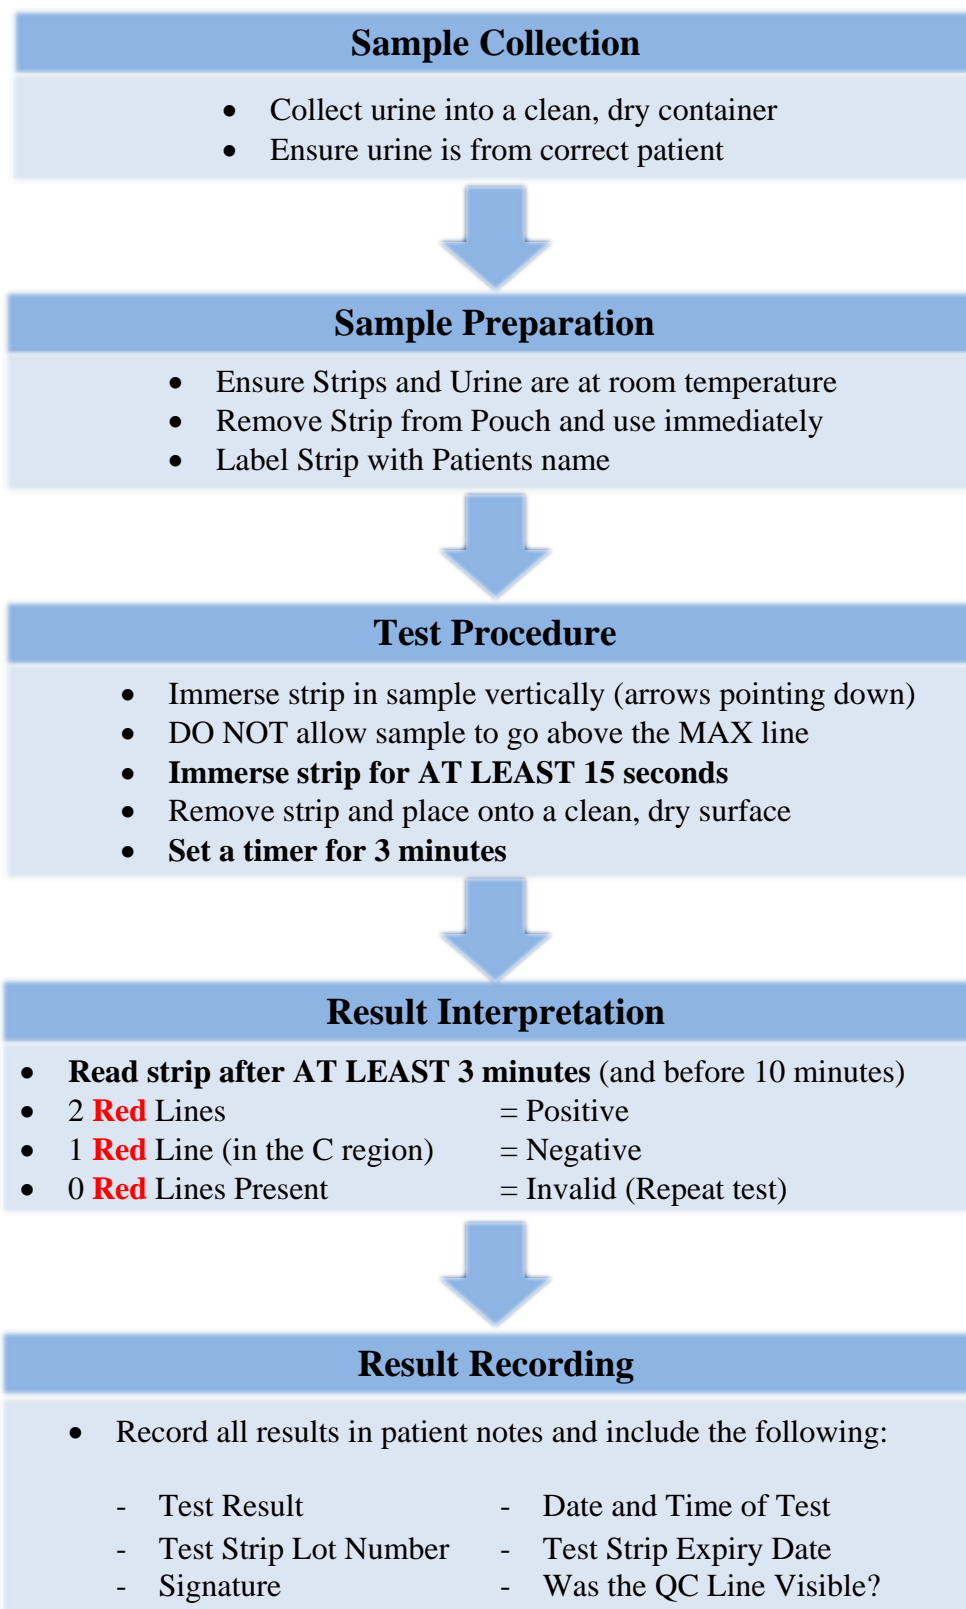 Sample Collection
• Collect urine into a clean, dry container
• Ensure urine is from correct patient
Sample Preparation
• Ensure Strips and Urine are at room temperature
• Remove Strip from Pouch and use immediately
• Label Strip with Patients name
Test Procedure
• Immerse strip in sample vertically (arrows pointing down)
• DO NOT allow sample to go above the MAX line
• Immerse strip for AT LEAST 15 seconds
• Remove strip and place onto a clean, dry surface
• Set a timer for 3 minutes
Result Interpretation
• Read strip after AT LEAST 3 minutes (and before 10 minutes)
• 2 Red Lines = Positive
• 1 Red Line (in the C region) = Negative
• 0 Red Lines Present = Invalid (Repeat test)
Result Recording
• Record all results in patient notes and include the following:
- Test Result - Date and Time of Test
- Test Strip Lot Number - Test Strip Expiry Date
- Signature - Was the QC Line Visible?